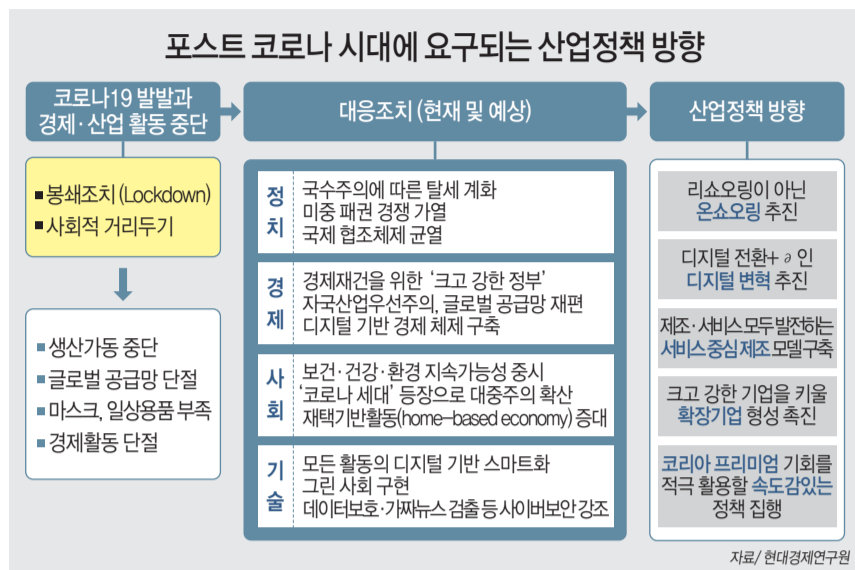 포스트 코로나 시대에 요구되는 산업정책 방향
코로나19 발발과
경제·산업 활동 중단
■봉쇄조치(Lockdown)
■사회적 거리두기
■생산가동 중단
■글로벌 공급망 단절
■마스크, 일상용품 부족
■경제활동 단절
대응조치 (현재 및 예상)
정치
국수주의에 따른 탈세 계화
미중 패권 경쟁 가열
국제 협조체제 균열
경제
경제재건을 위한 ‘크고 강한 정부’
자국산업우선주의, 글로벌 공급망 재편
디지털 기반 경제 체제 구축
사회
보건·건강·환경 지속가능성 중시
‘코로나 세대’ 등장으로 대중주의 확산
재택기반활동(home-based economy) 증대
기술
모든 활동의 디지털 기반 스마트화
그린 사회 구현
데이터보호·가짜뉴스 검출 등 사이버보안 강조
산업정책 방향
리쇼오링이 아닌
온쇼오링 추진
디지털 전환+∂인
디지털 변혁 추진
제조·서비스 모두 발전하는
서비스 중심 제조 모델 구축
크고 강한 기업을 키울
확장기업 형성 촉진
코리아 프리미엄 기회를
적극 활용할 속도감있는
정책 집행
자료/현대경제연구원